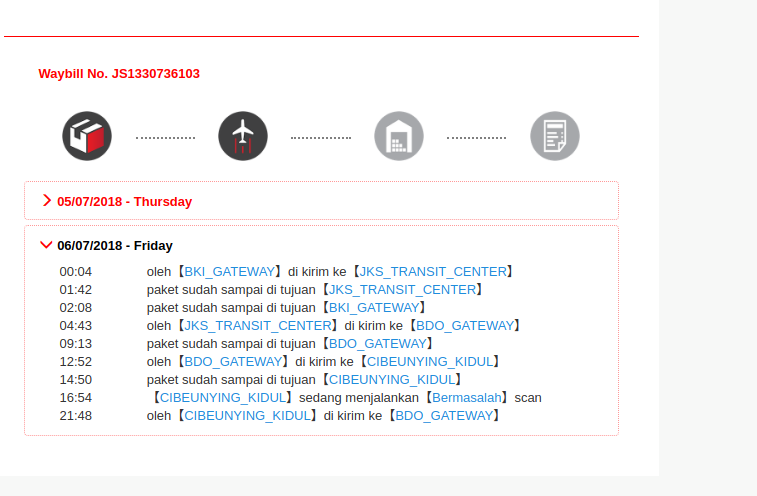 Waybill No. JS1330736103
05/07/2018 - Thursday
06/07/2018 - Friday
00:04 oleh【BKI_GATEWAY】di kirim ke【JKS_TRANSIT_CENTER】
01:42 paket sudah sampai di tujuan【JKS_TRANSIT_CENTER】
02:08 paket sudah sampai di tujuan【BKI_GATEWAY】
04:43 oleh【JKS_TRANSIT_CENTER】di kirim ke【BDO_GATEWAY】
09:13 paket sudah sampai di tujuan【BDO_GATEWAY】
12:52 oleh【BDO_GATEWAY】di kirim ke【CIBEUNYING_KIDUL】
14:50 paket sudah sampai di tujuan【CIBEUNYING_KIDUL】
16:54 【CIBEUNYING_KIDUL】sedang menjalankan【Bermasalah】scan
21:48 oleh【CIBEUNYING_KIDUL】di kirim ke【BDO_GATEWAY】